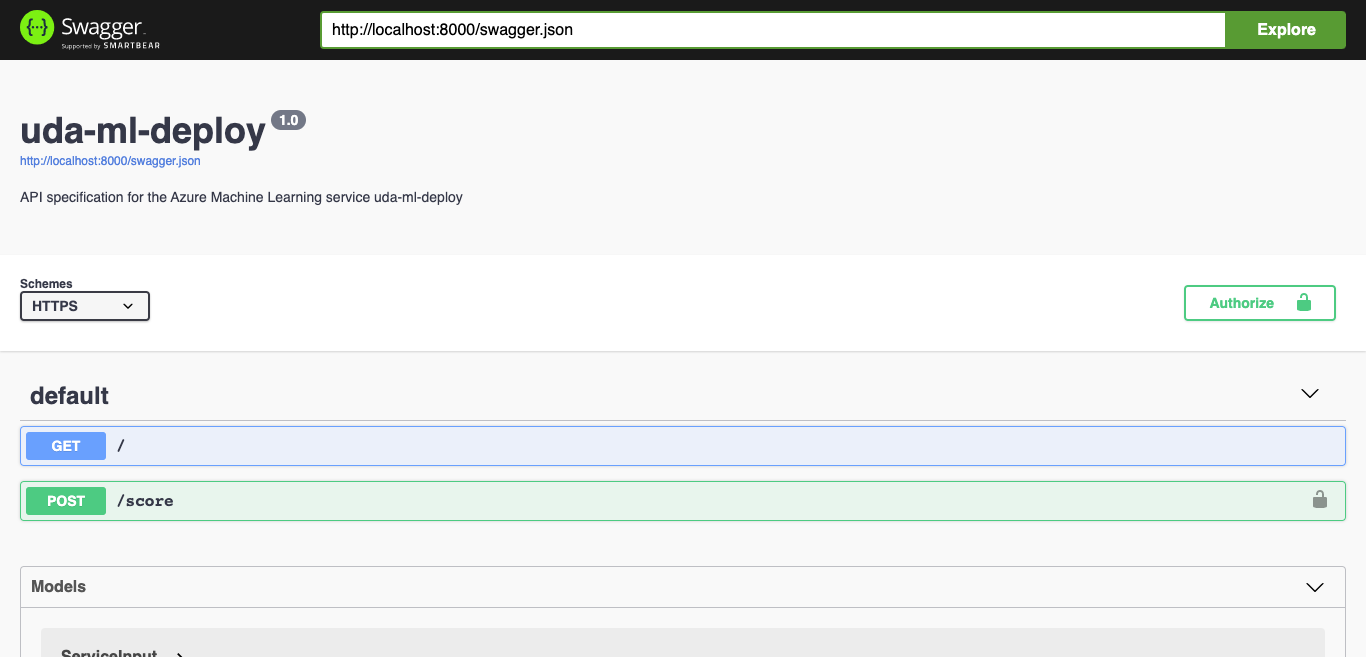 {···} Swagger
Supported by SMARTBEAR
http://localhost:8000/swagger.json
Explore
uda-ml-deploy 1.0
http://localhost:8000/swagger.json
API specification for the Azure Machine Learning service uda-ml-deploy
Schemes
HTTPS
Authorize
default
GET /
POST /score
Models
ServiceInput